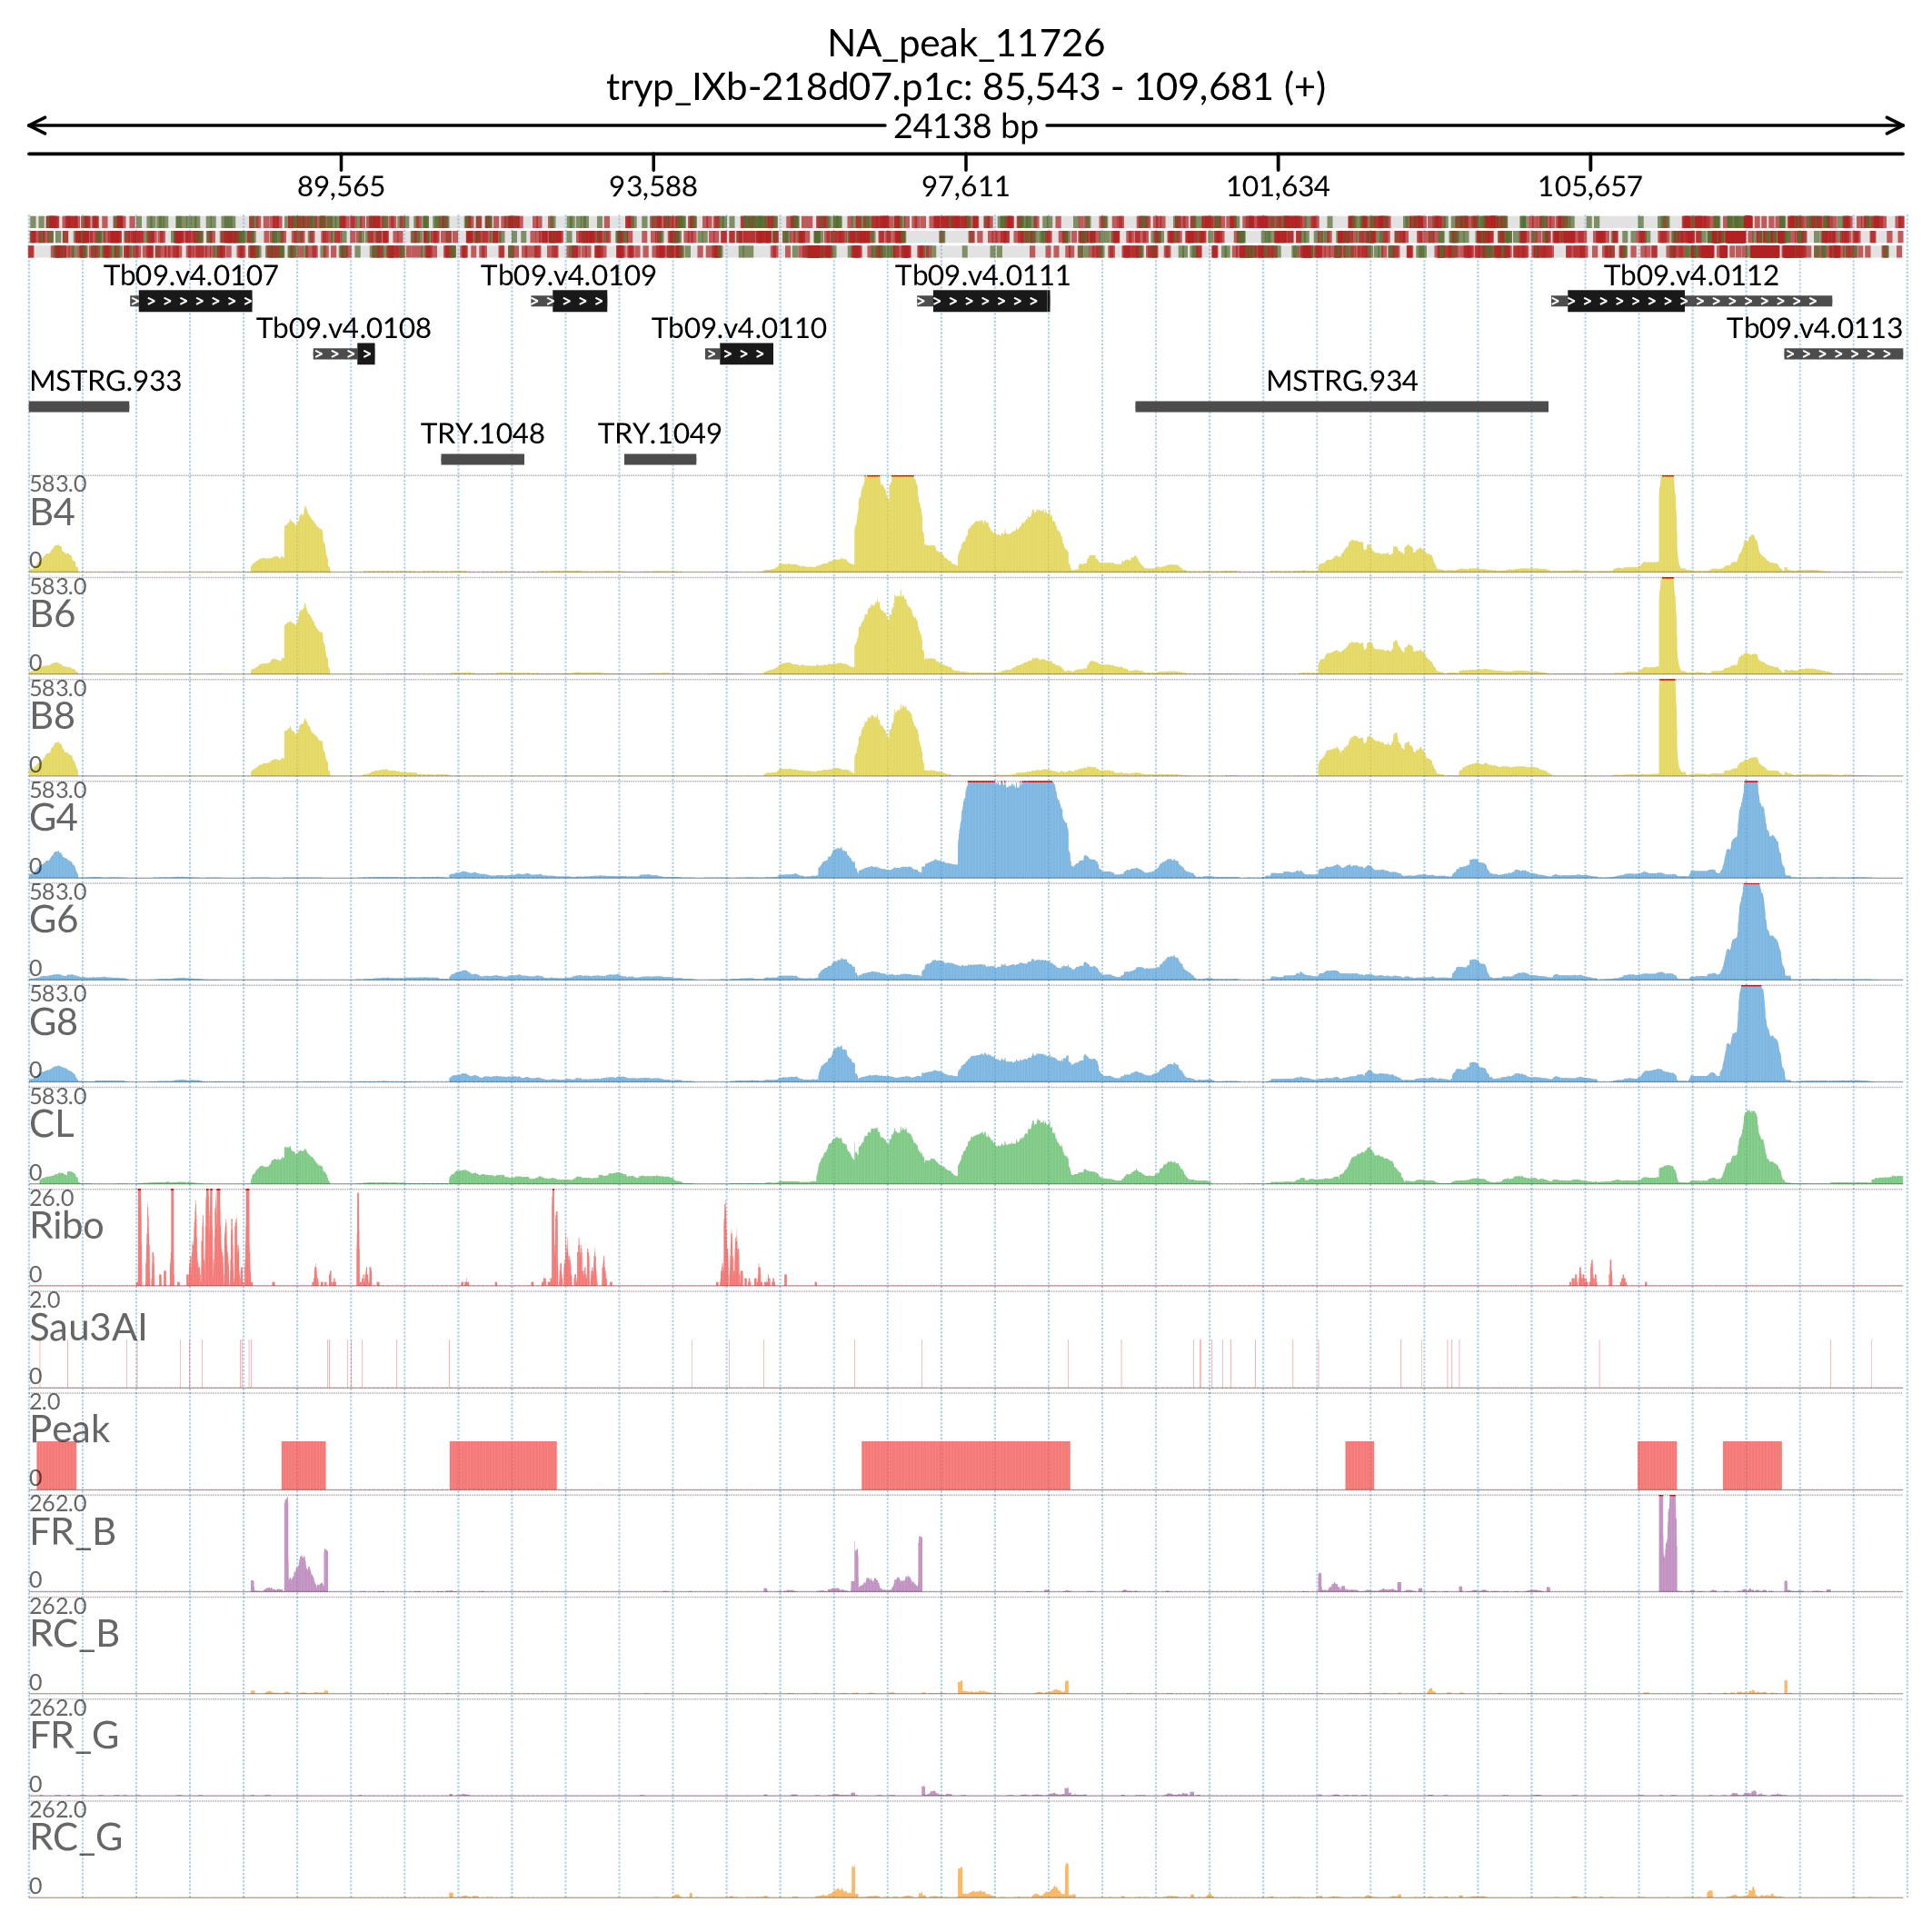 NA_peak_11726
tryp_IXb-218d07.p1c: 85,543 - 109,681 (+)
24138 bp
89,565 93,588 97,611 101,634 105,657
Tb09.v4.0107 Tb09.v4.0109 Tb09.v4.0111 Tb09.v4.0112
Tb09.v4.0108 Tb09.v4.0110 Tb09.v4.0113
MSTRG.933 MSTRG.934
TRY.1048 TRY.1049
583.0
B4
0
583.0
B6
0
583.0
B8
0
583.0
G4
0
583.0
G6
0
583.0
G8
0
583.0
CL
0
26.0
Ribo
0
2.0
Sau3AI
0
2.0
Peak
0
262.0
FR_B
0
262.0
RC_B
0
262.0
FR_G
0
262.0
RC_G
0